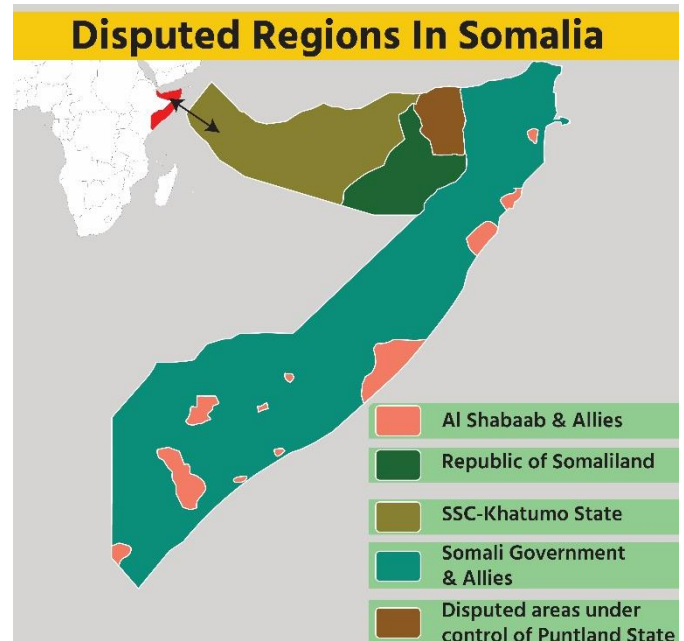 Disputed Regions In Somalia
Al Shabaab & Allies
Republic of Somaliland
SSC-Khatumo State
Somali Government
& Allies
Disputed areas under
control of Puntland State